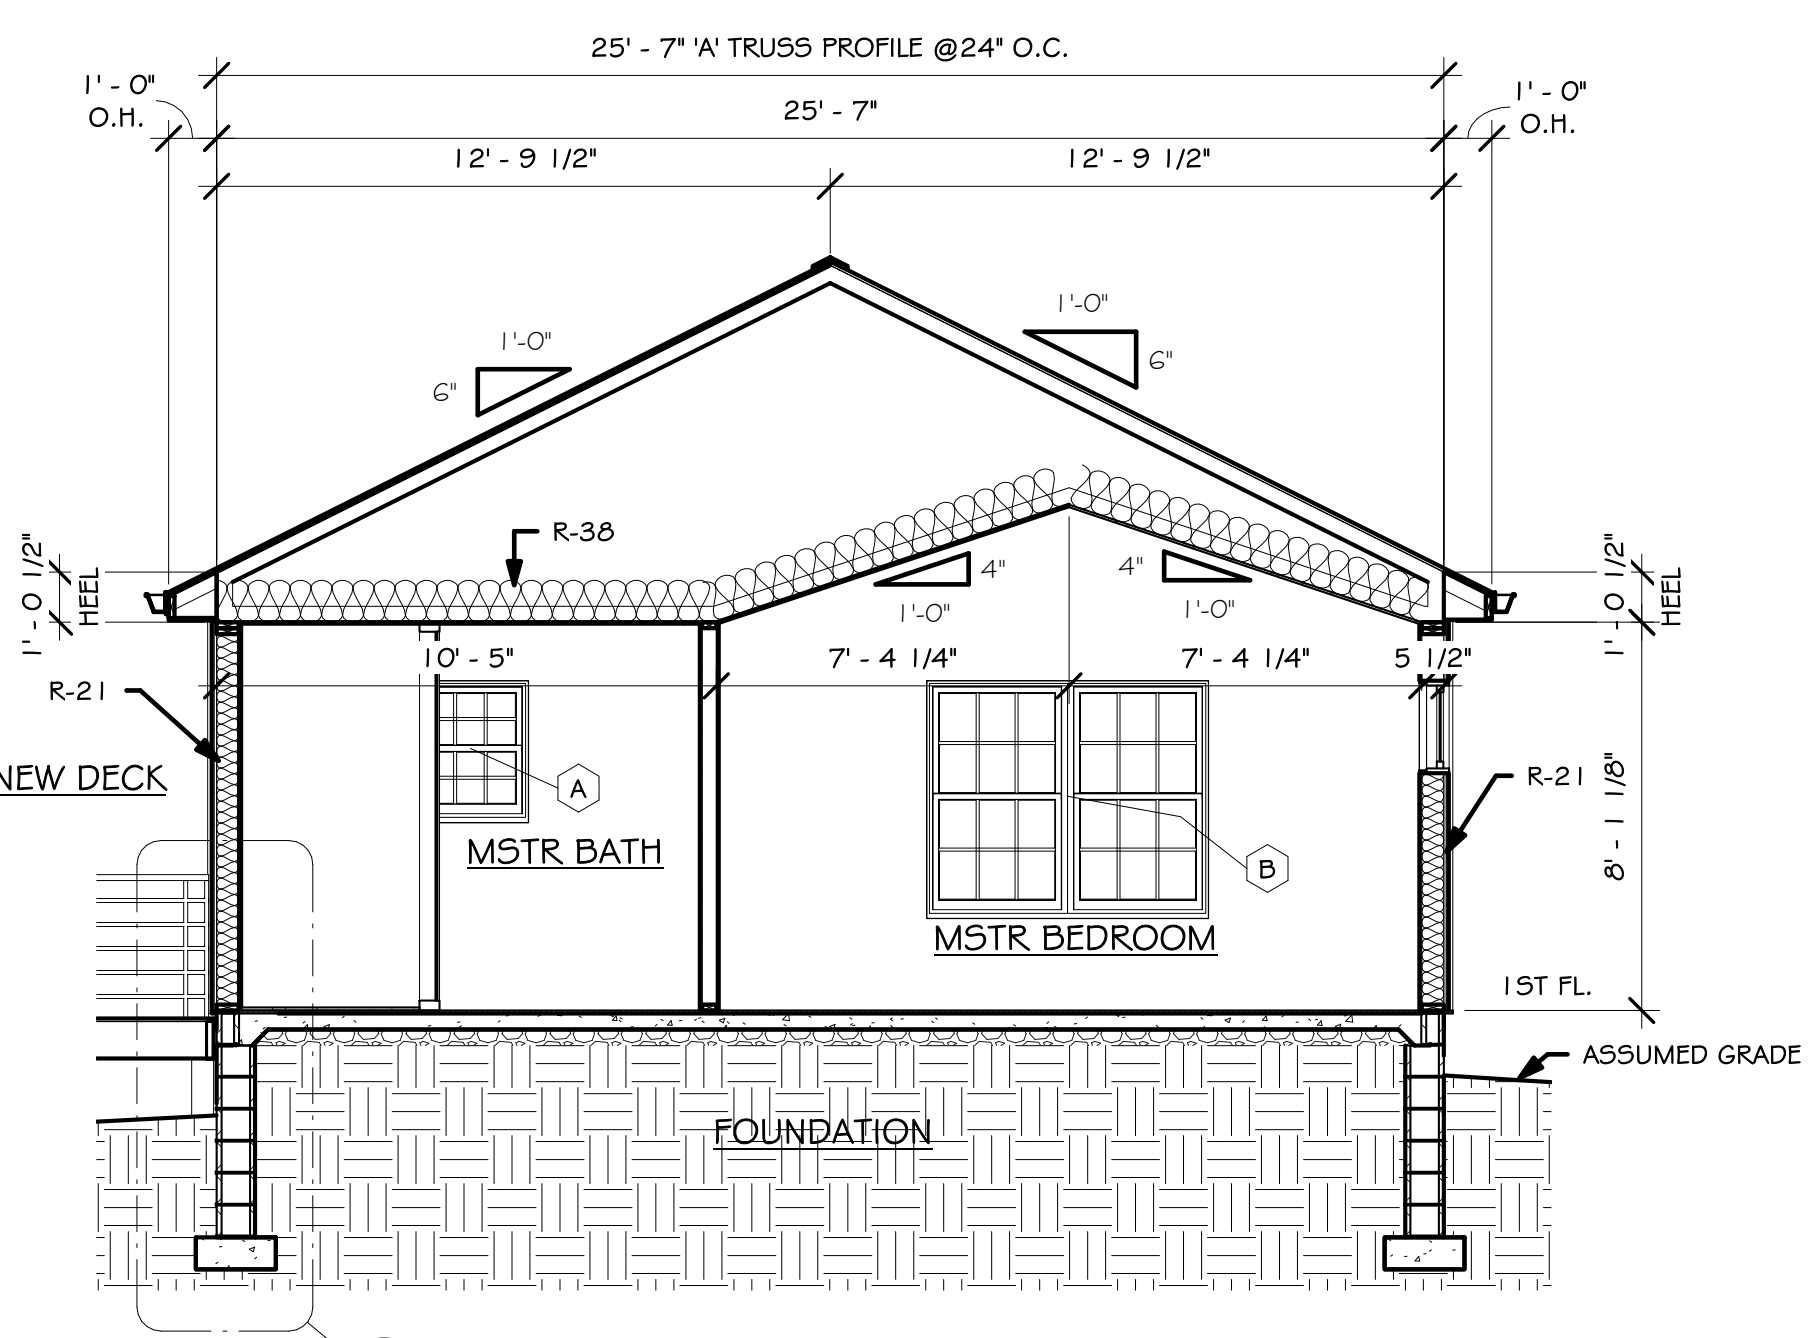 25' - 7" 'A' TRUSS PROFILE @24" O.C.
1' - 0"
O.H.
25' - 7"
1' - 0"
O.H.
12' - 9 1/2"
12' - 9 1/2"
1'-0"
6"
1'-0"
6"
R-38
1' - 0 1/2"
HEEL
4"
1'-0"
4"
1'-0"
1' - 0 1/2"
HEEL
10' - 5"
7' - 4 1/4"
7' - 4 1/4"
5 1/2"
R-21
NEW DECK
A
MSTR BATH
B
MSTR BEDROOM
R-21
8' - 1 1/8"
1ST FL.
ASSUMED GRADE
FOUNDATION